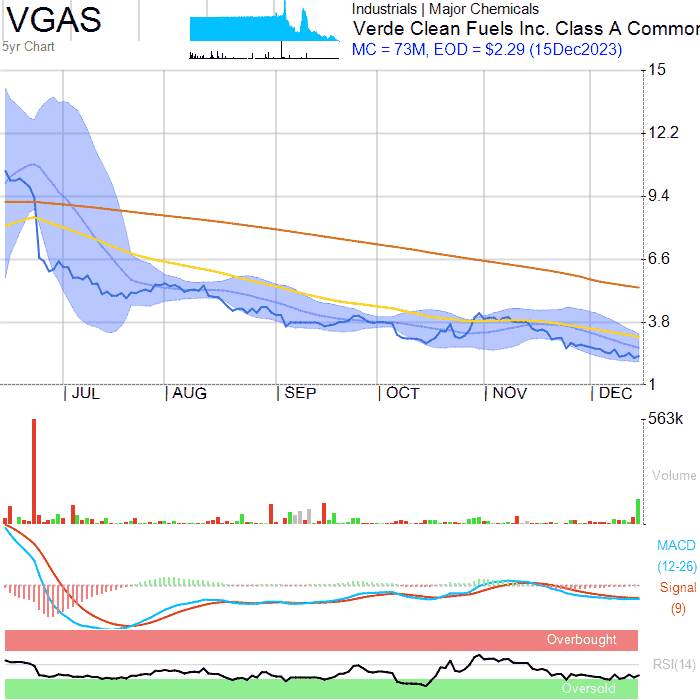 VGAS
5yr Chart
Industrials | Major Chemicals
Verde Clean Fuels Inc. Class A Common
MC = 73M, EOD = $2.29 (15Dec2023)
15
12.2
9.4
6.6
3.8
1
JUL
AUG
SEP
OCT
NOV
DEC
563k
Volume
MACD
(12-26)
Signal
(9)
Overbought
RSI(14)
Oversold